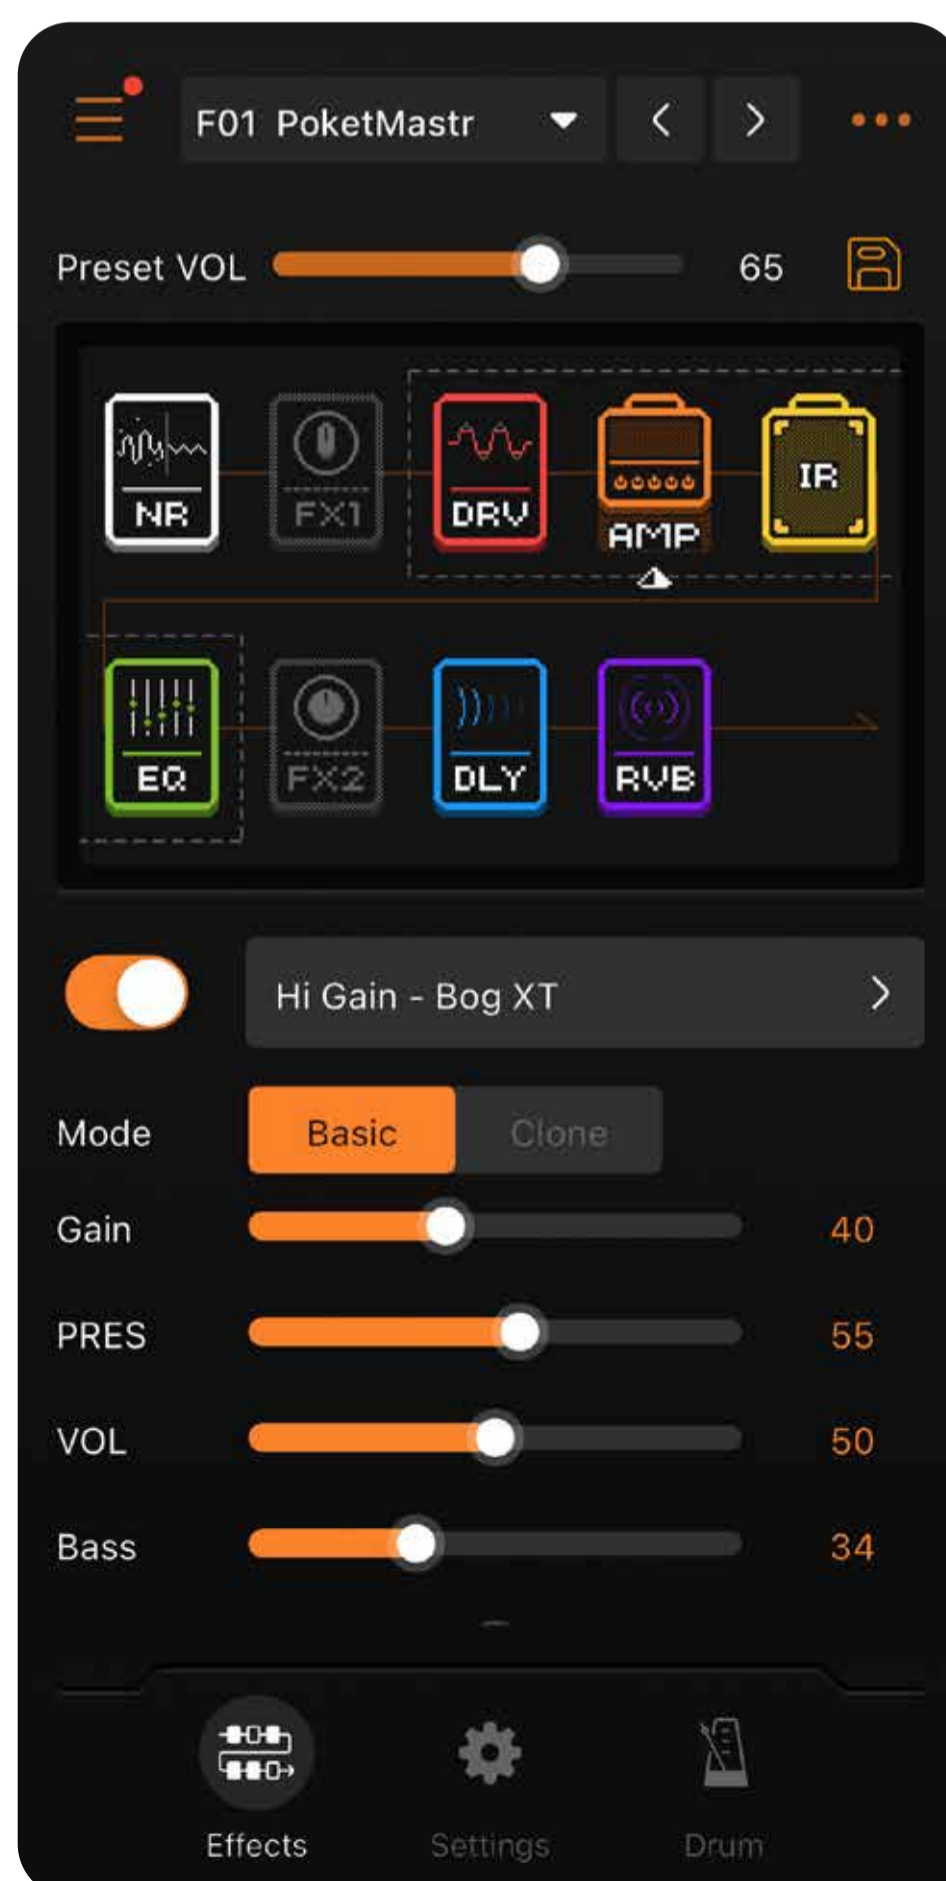 F01 PoketMastr
Preset VOL 65
NR FX1 DRV AMP IR
EQ FX2 DLY RVB
Hi Gain - Bog XT
Mode Basic Clone
Gain 40
PRES 55
VOL 50
Bass 34
Effects Settings Drum